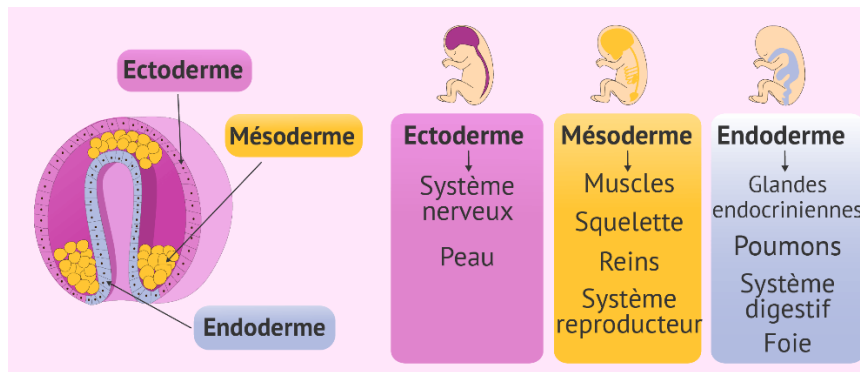 Ectoderme
Mésoderme
Endoderme
Ectoderme
Système
nerveux
Peau
Mésoderme
Muscles
Squelette
Reins
Système
reproducteur
Endoderme
Glandes
endocriniennes
Poumons
Système
digestif
Foie